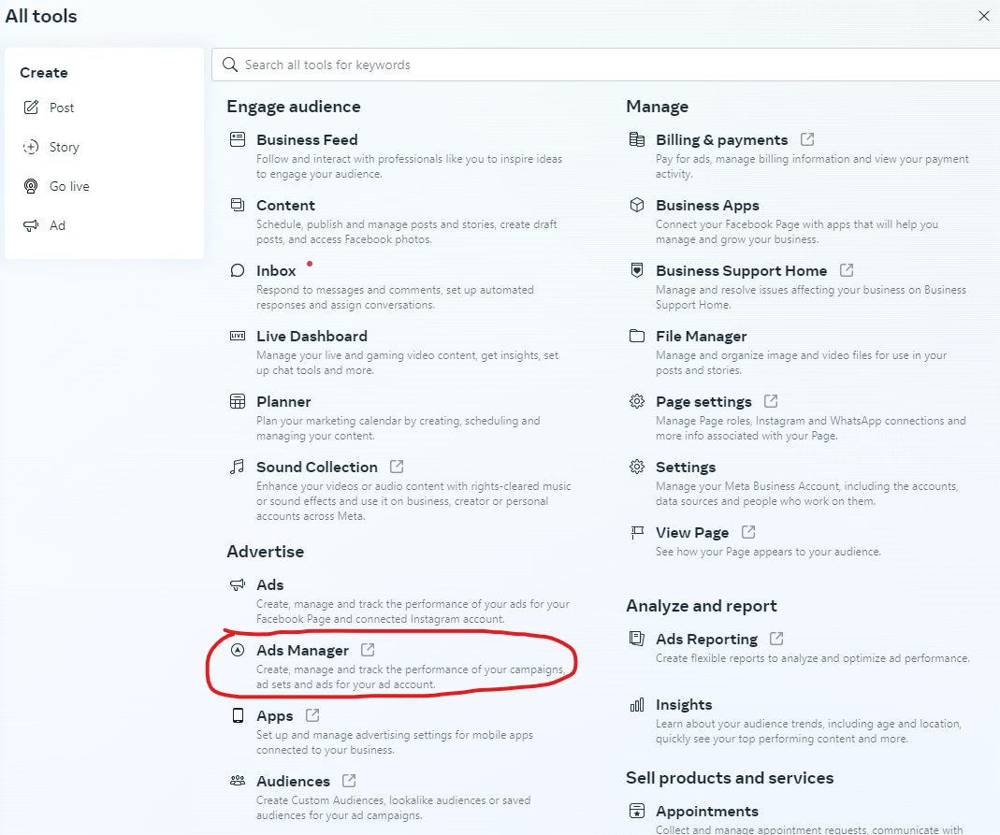 All tools
Create
Post
Story
Go live
Ad
Search all tools for keywords
Engage audience
Business Feed
Follow and interact with professionals like you to inspire ideas
to engage your audience.
Content
Schedule, publish and manage posts and stories, create draft
posts, and access Facebook photos.
Inbox
Respond to messages and comments, set up automated
responses and assign conversations.
LIVE
Live Dashboard
Manage your live and gaming video content, get insights, set
up chat tools and more.
Planner
Plan your marketing calendar by creating, scheduling and
managing your content.
Sound Collection
Enhance your videos or audio content with rights-cleared music
or sound effects and use it on business, creator or personal
accounts across Meta.
Advertise
Ads
Create, manage and track the performance of your ads for your
Facebook Page and connected Instagram account.
Ads Manager
Create, manage and track the performance of your campaigns,
ad sets and ads for your ad account.
Apps
Set up and manage advertising settings for mobile apps
connected to your business.
Audiences
Create Custom Audiences, lookalike audiences or saved
audiences for your ad campaigns.
Manage
Billing & payments
Pay for ads, manage billing information and view your payment
activity.
Business Apps
Connect your Facebook Page with apps that will help you
manage and grow your business.
Business Support Home
Manage and resolve issues affecting your business on Business
Support Home.
File Manager
Manage and organize image and video files for use in your
posts and stories.
Page settings
Manage Page roles, Instagram and WhatsApp connections and
more info associated with your Page.
Settings
Manage your Meta Business Account, including the accounts,
data sources and people who work on them.
View Page
See how your Page appears to your audience.
Analyze and report
Ads Reporting
Create flexible reports to analyze and optimize ad performance.
Insights
Learn about your audience trends, including age and location,
quickly see your top performing content and more.
Sell products and services
Appointments
Collect and manage appointment requests, communicate with